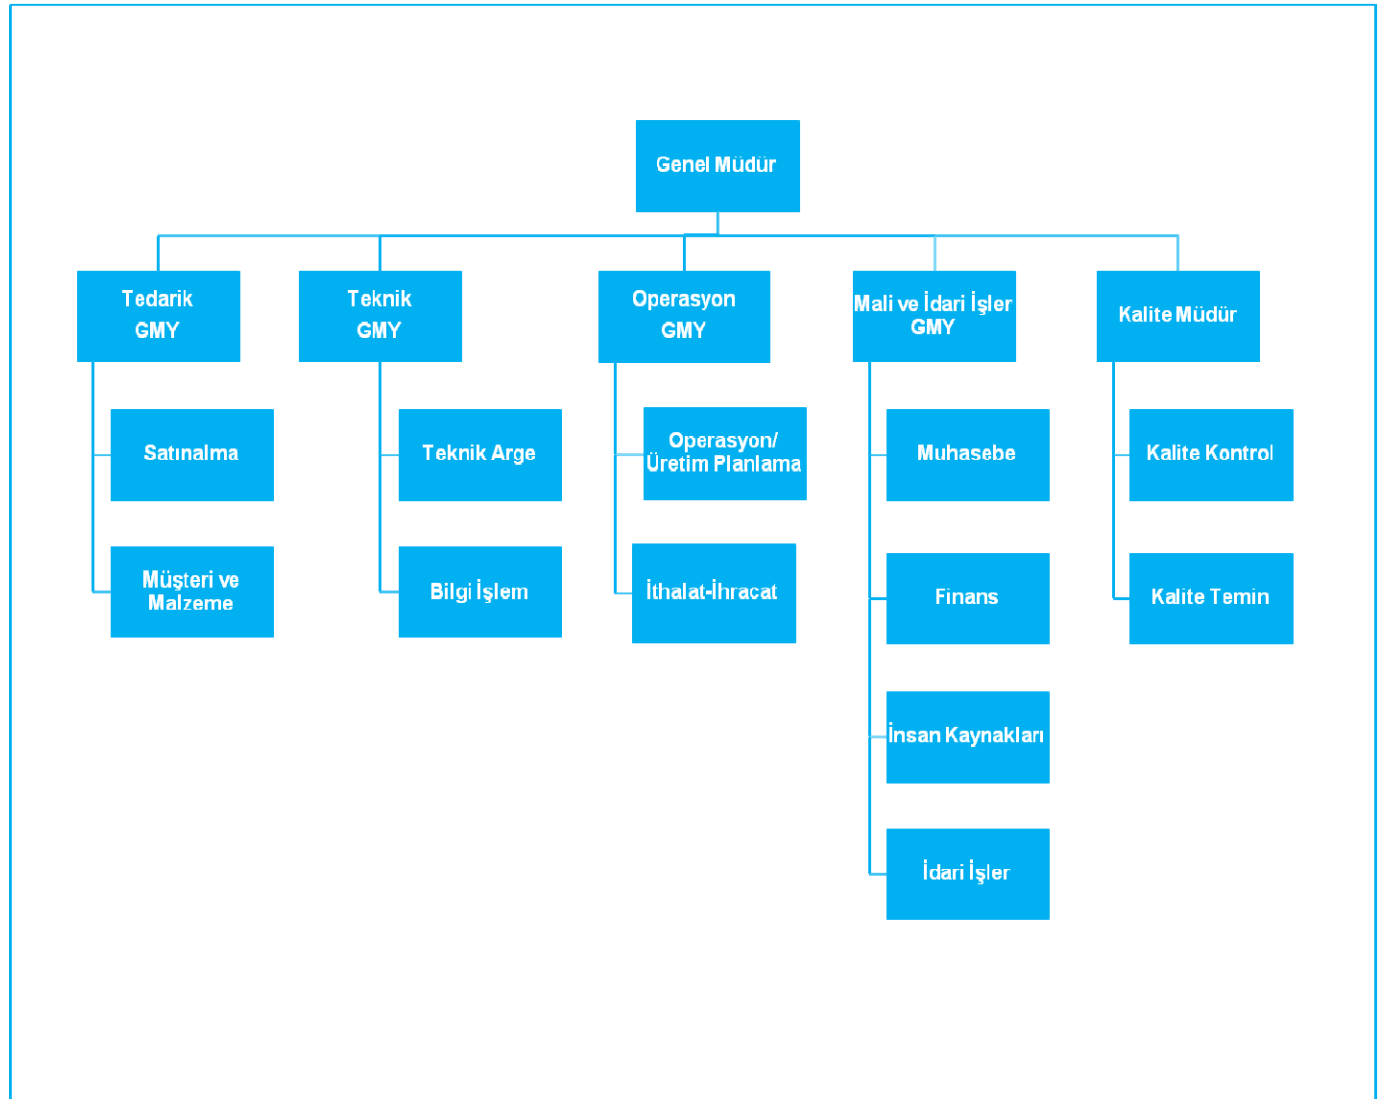 Genel Müdür
Tedarik
GMY
Teknik
GMY
Operasyon
GMY
Mali ve İdari İşler
GMY
Kalite Müdür
Satınalma
Teknik Arge
Operasyon/
Üretim Planlama
Muhasebe
Kalite Kontrol
Müşteri ve
Malzeme
Bilgi İşlem
İthalat-İhracat
Finans
Kalite Temin
İnsan Kaynakları
İdari İşler